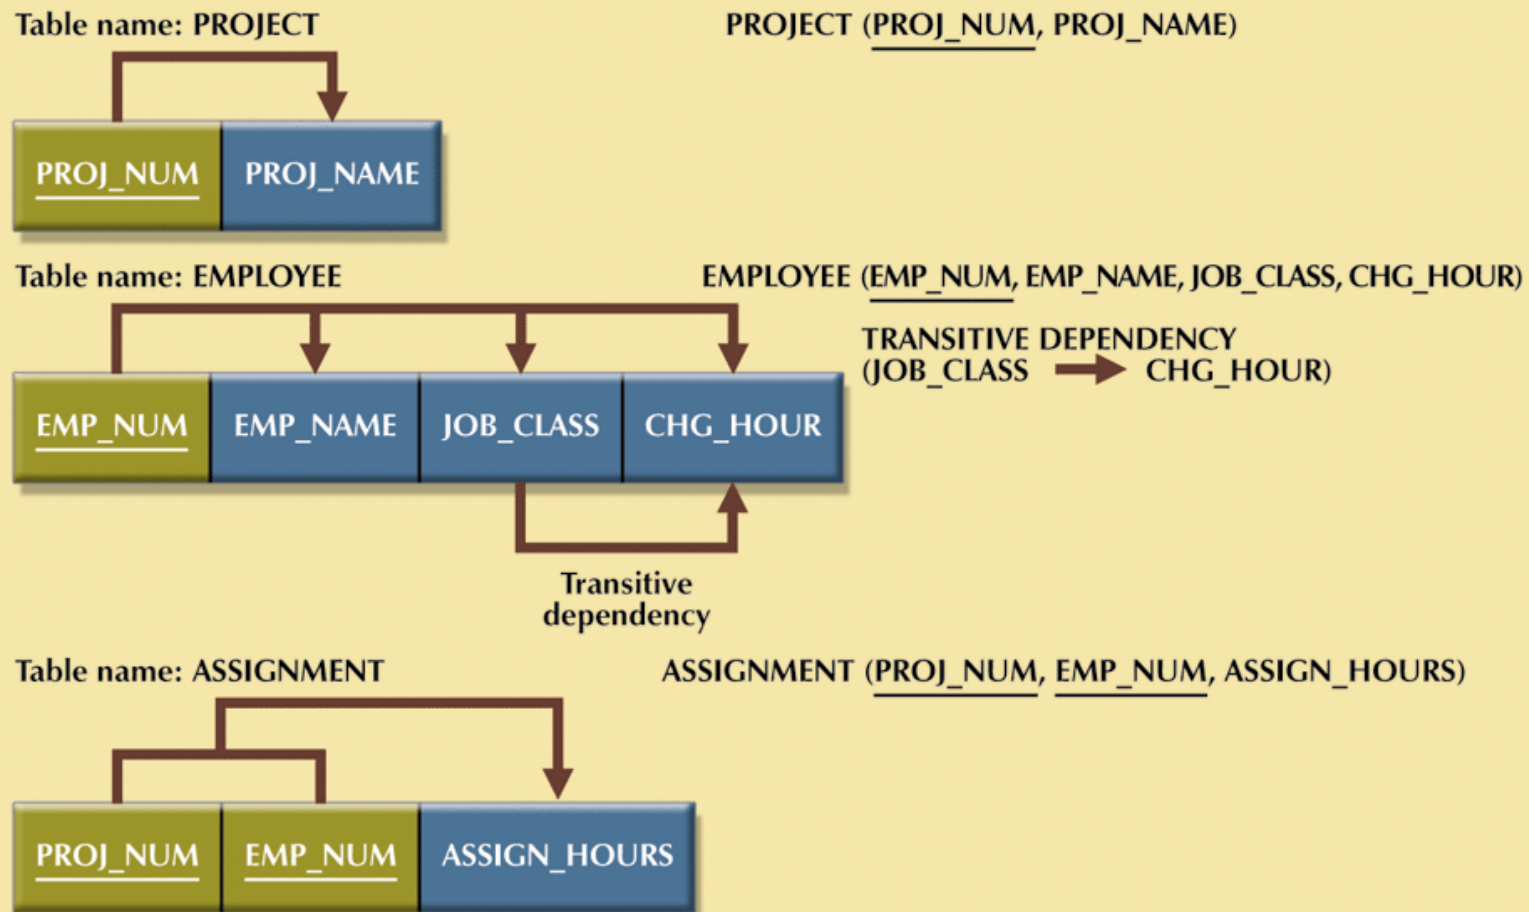 Table name: PROJECT
PROJECT (PROJ_NUM, PROJ_NAME)
PROJ_NUM
PROJ_NAME
Table name: EMPLOYEE
EMPLOYEE (EMP_NUM, EMP_NAME, JOB_CLASS, CHG_HOUR)
TRANSITIVE DEPENDENCY
(JOB_CLASS CHG_HOUR)
EMP_NUM
EMP_NAME
JOB_CLASS
CHG_HOUR
Transitive
dependency
Table name: ASSIGNMENT
ASSIGNMENT (PROJ_NUM, EMP_NUM, ASSIGN_HOURS)
PROJ_NUM
EMP_NUM
ASSIGN_HOURS